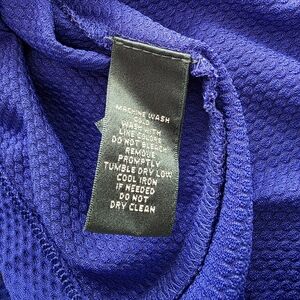 MACHINE WASH
COLD
WASH WITH
LIKE COLORS
DO NOT BLEACH
REMOVE
PROMPTLY
TUMBLE DRY LOW
COOL IRON
IF NEEDED
DO NOT
DRY CLEAN